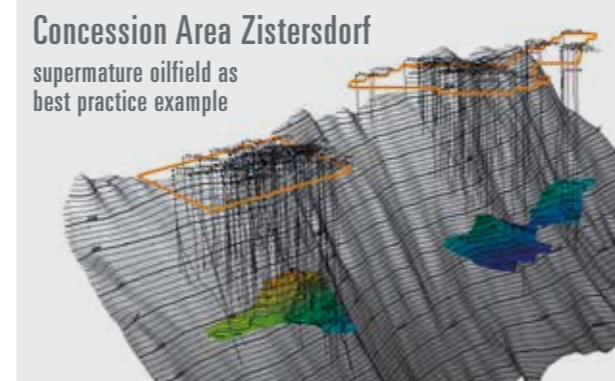 Concession Area Zistersdorf
supermature oilfield as
best practice example